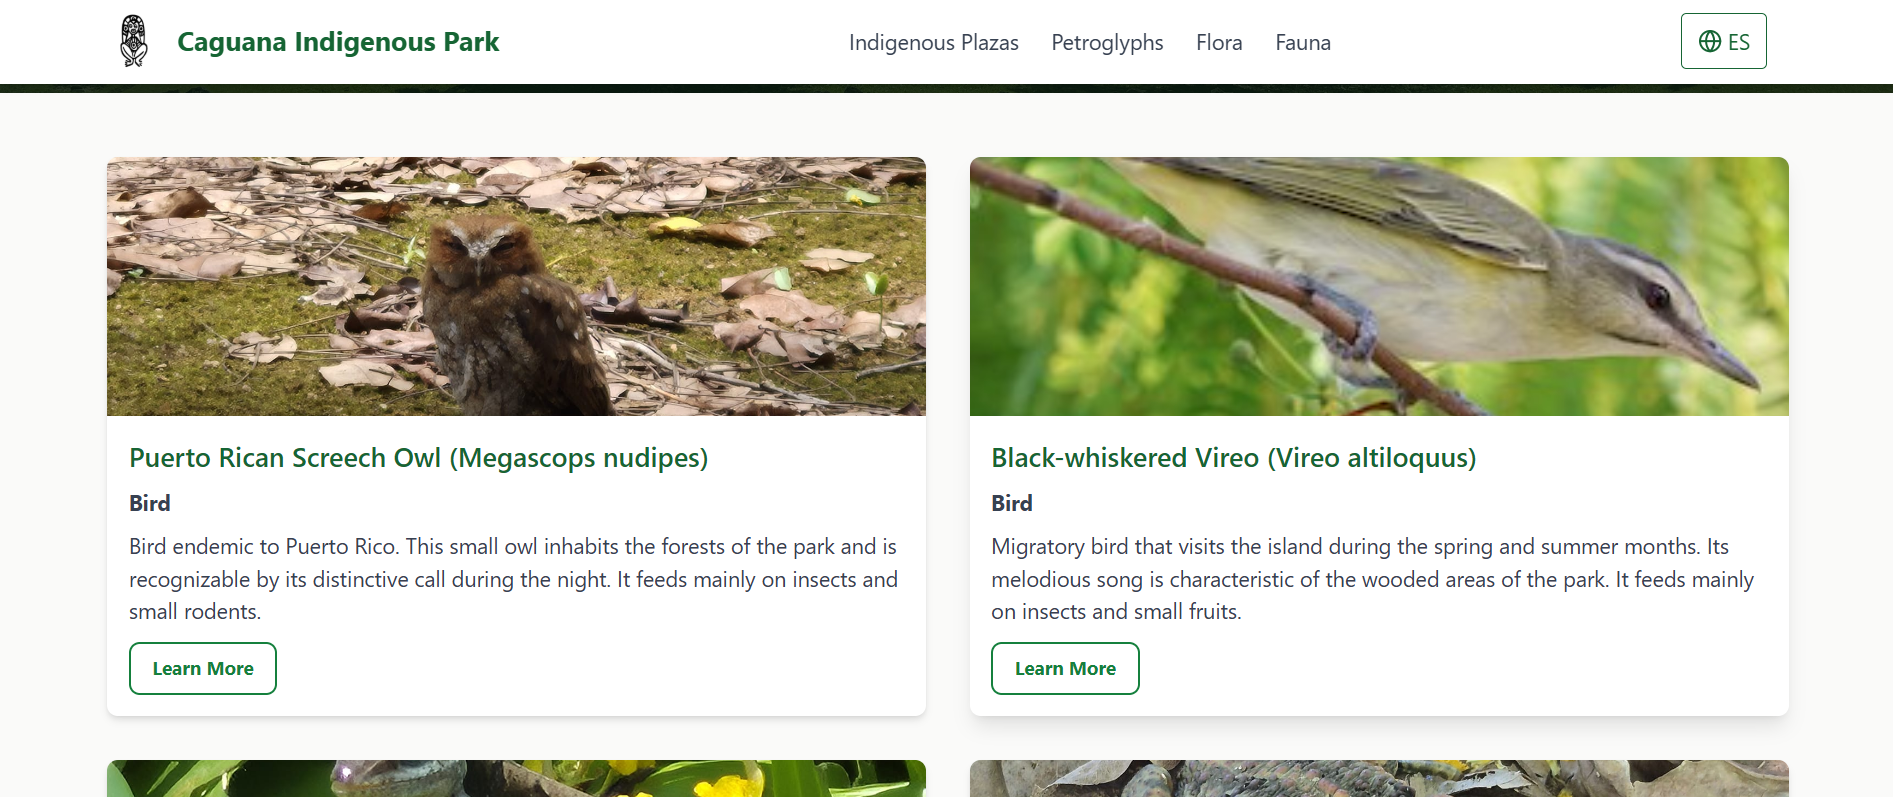 Caguana Indigenous Park
Indigenous Plazas
Petroglyphs
Flora
Fauna
ES
Puerto Rican Screech Owl (Megascops nudipes)
Bird
Bird endemic to Puerto Rico. This small owl inhabits the forests of the park and is
recognizable by its distinctive call during the night. It feeds mainly on insects and
small rodents.
Learn More
Black-whiskered Vireo (Vireo altiloquus)
Bird
Migratory bird that visits the island during the spring and summer months. Its
melodious song is characteristic of the wooded areas of the park. It feeds mainly
on insects and small fruits.
Learn More